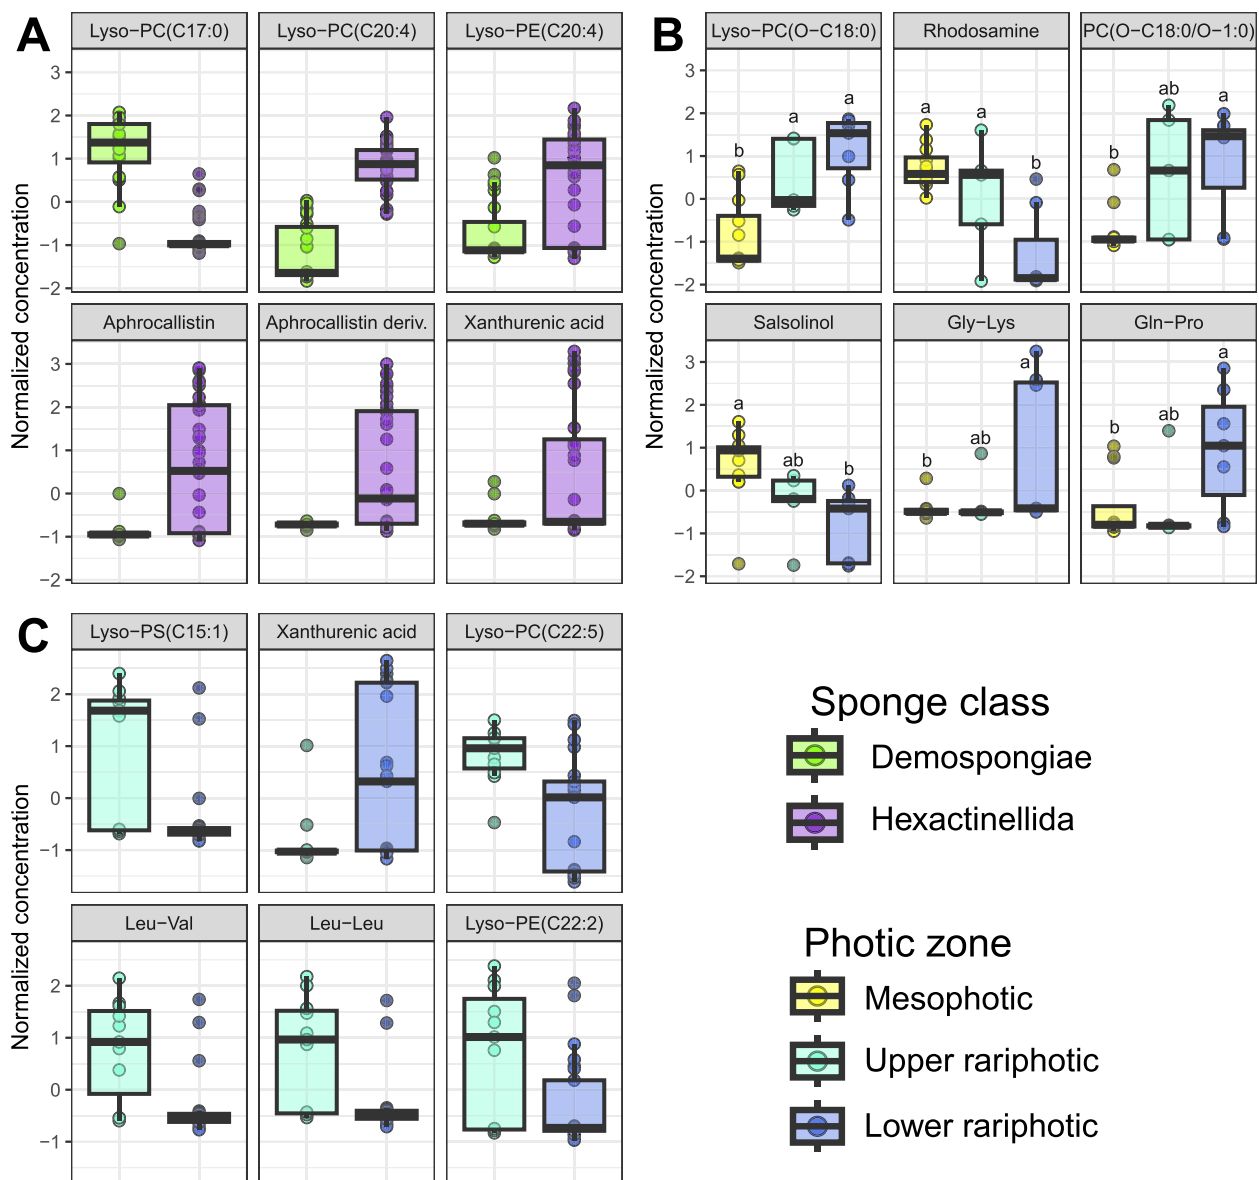 A
Lyso−PC(C17:0)
Lyso−PC(C20:4)
Lyso−PE(C20:4)
Normalized concentration
3
2
1
0
−1
−2
Aphrocallistin
Aphrocallistin deriv.
Xanthurenic acid
3
2
1
0
−1
−2
B
Lyso−PC(O−C18:0)
Rhodosamine
PC(O−C18:0/O−1:0)
Normalized concentration
3
2
1
0
−1
−2
b
a
a
a
a
b
b
ab
a
Salsolinol
Gly−Lys
Gln−Pro
3
2
1
0
−1
−2
a
ab
b
b
ab
a
b
ab
a
C
Lyso−PS(C15:1)
Xanthurenic acid
Lyso−PC(C22:5)
Normalized concentration
2
1
0
−1
Leu−Val
Leu−Leu
Lyso−PE(C22:2)
2
1
0
−1
Sponge class
Demospongiae
Hexactinellida
Photic zone
Mesophotic
Upper rariphotic
Lower rariphotic